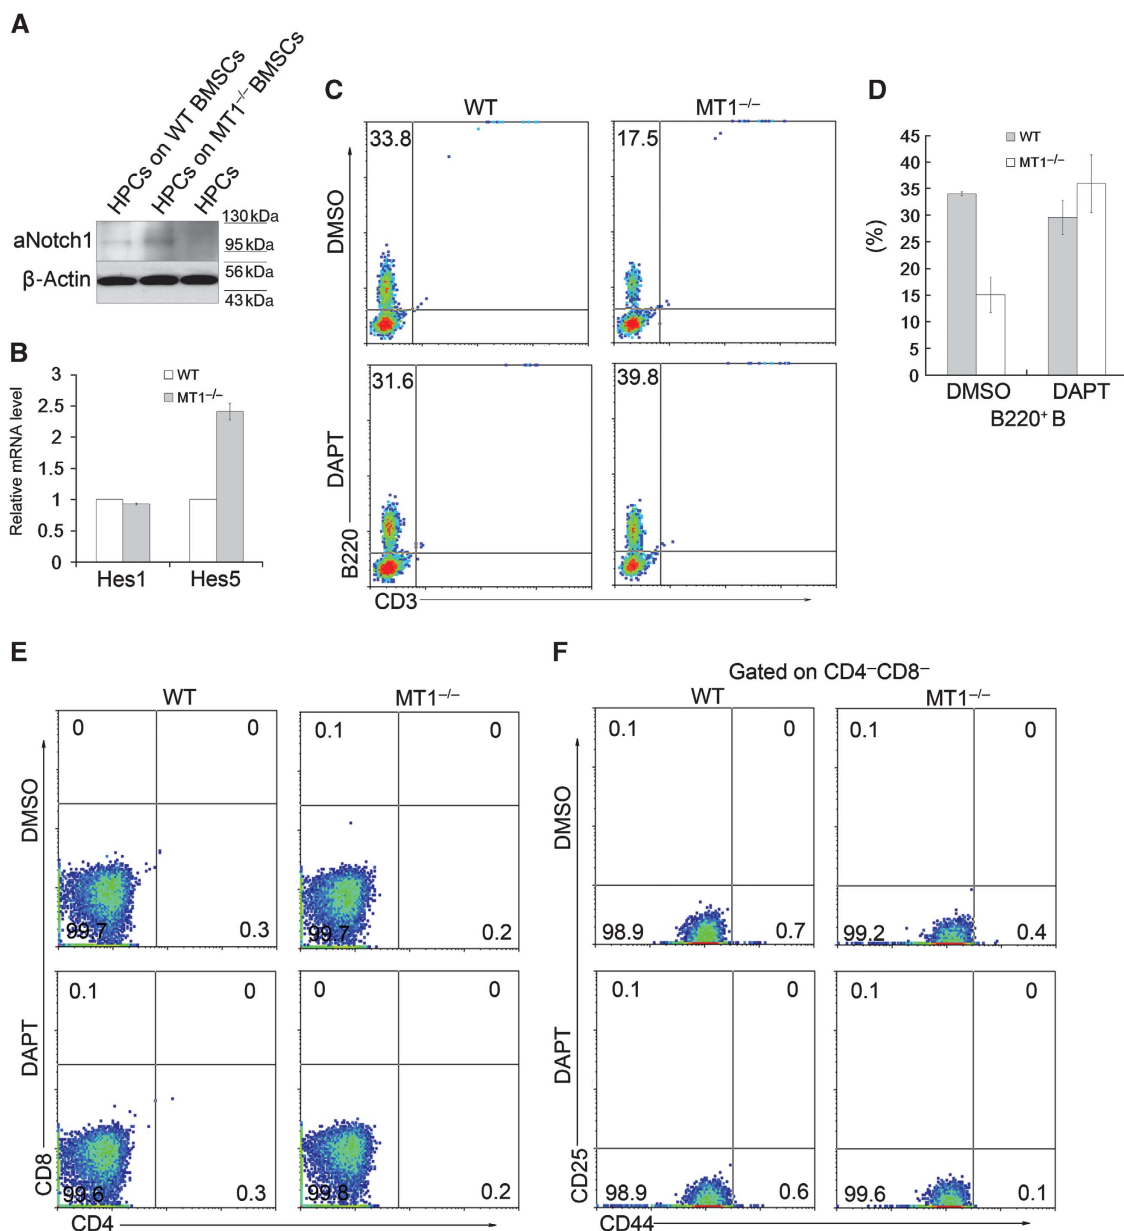 A
HPCs on WT BMSCs
HPCs on MT1–/– BMSCs
HPCs
aNotch1
β-Actin
130 kDa
95 kDa
56 kDa
43 kDa
B
Relative mRNA level
3
2.5
2
1.5
1
0.5
0
WT
MT1–/–
Hes1
Hes5
C
WT
MT1–/–
DMSO
33.8
17.5
DAPT
31.6
39.8
B220
CD3
D
(%)
45
40
35
30
25
20
15
10
5
0
WT
MT1–/–
DMSO
DAPT
B220+ B
E
WT
MT1–/–
DMSO
0
0
99.7
0.3
0.1
0
99.7
0.2
DAPT
0.1
0
99.6
0.3
0
0
99.8
0.2
CD8
CD4
F
Gated on CD4–CD8–
WT
MT1–/–
DMSO
0.1
0
98.9
0.7
0.1
0
99.2
0.4
DAPT
0.1
0
98.9
0.6
0.1
0
99.6
0.1
CD25
CD44